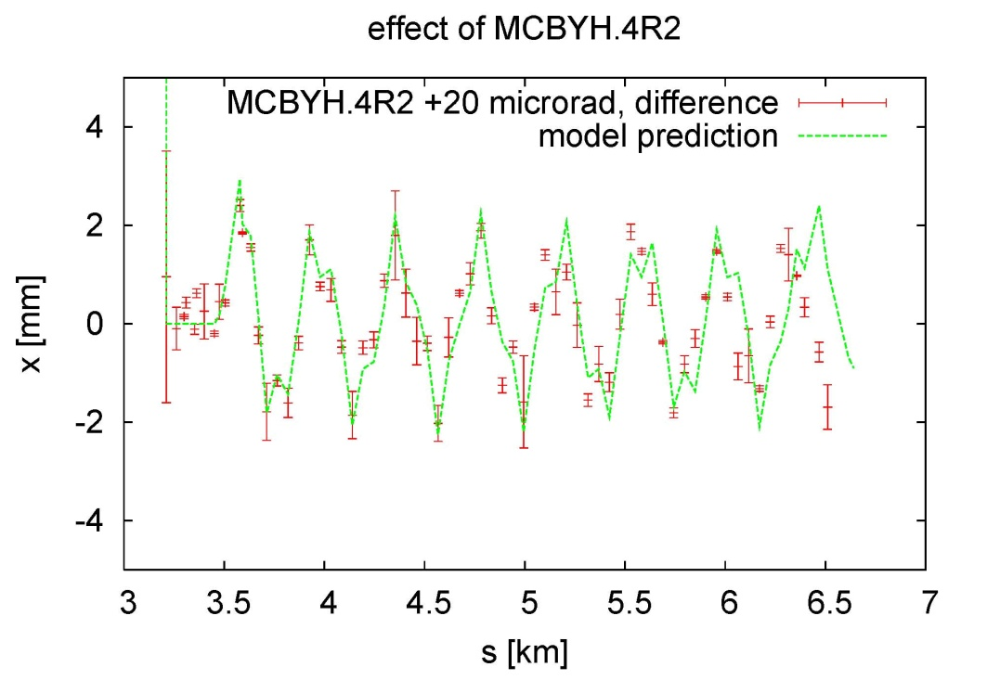 effect of MCBYH.4R2
MCBYH.4R2 +20 microrad, difference
model prediction
4
2
0
-2
-4
x [mm]
3 3.5 4 4.5 5 5.5 6 6.5 7
s [km]